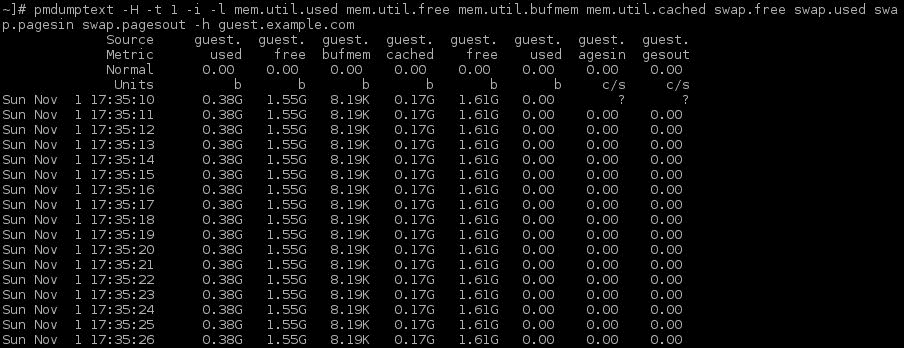 ~]# pmdumptext -H -t 1 -i -l mem.util.used mem.util.free mem.util.bufmem mem.util.cached swap.free swap.used swa
p.pagesin swap.pagesout -h guest.example.com
Source guest. guest. guest. guest. guest. guest. guest. guest.
Metric used free bufmem cached free used agesin gesout
Normal 0.00 0.00 0.00 0.00 0.00 0.00 0.00 0.00
Units b b b b b b c/s c/s
Sun Nov 1 17:35:10 0.38G 1.55G 8.19K 0.17G 1.61G 0.00 ? ?
Sun Nov 1 17:35:11 0.38G 1.55G 8.19K 0.17G 1.61G 0.00 0.00 0.00
Sun Nov 1 17:35:12 0.38G 1.55G 8.19K 0.17G 1.61G 0.00 0.00 0.00
Sun Nov 1 17:35:13 0.38G 1.55G 8.19K 0.17G 1.61G 0.00 0.00 0.00
Sun Nov 1 17:35:14 0.38G 1.55G 8.19K 0.17G 1.61G 0.00 0.00 0.00
Sun Nov 1 17:35:15 0.38G 1.55G 8.19K 0.17G 1.61G 0.00 0.00 0.00
Sun Nov 1 17:35:16 0.38G 1.55G 8.19K 0.17G 1.61G 0.00 0.00 0.00
Sun Nov 1 17:35:17 0.38G 1.55G 8.19K 0.17G 1.61G 0.00 0.00 0.00
Sun Nov 1 17:35:18 0.38G 1.55G 8.19K 0.17G 1.61G 0.00 0.00 0.00
Sun Nov 1 17:35:19 0.38G 1.55G 8.19K 0.17G 1.61G 0.00 0.00 0.00
Sun Nov 1 17:35:20 0.38G 1.55G 8.19K 0.17G 1.61G 0.00 0.00 0.00
Sun Nov 1 17:35:21 0.38G 1.55G 8.19K 0.17G 1.61G 0.00 0.00 0.00
Sun Nov 1 17:35:22 0.38G 1.55G 8.19K 0.17G 1.61G 0.00 0.00 0.00
Sun Nov 1 17:35:23 0.38G 1.55G 8.19K 0.17G 1.61G 0.00 0.00 0.00
Sun Nov 1 17:35:24 0.38G 1.55G 8.19K 0.17G 1.61G 0.00 0.00 0.00
Sun Nov 1 17:35:25 0.38G 1.55G 8.19K 0.17G 1.61G 0.00 0.00 0.00
Sun Nov 1 17:35:26 0.38G 1.55G 8.19K 0.17G 1.61G 0.00 0.00 0.00